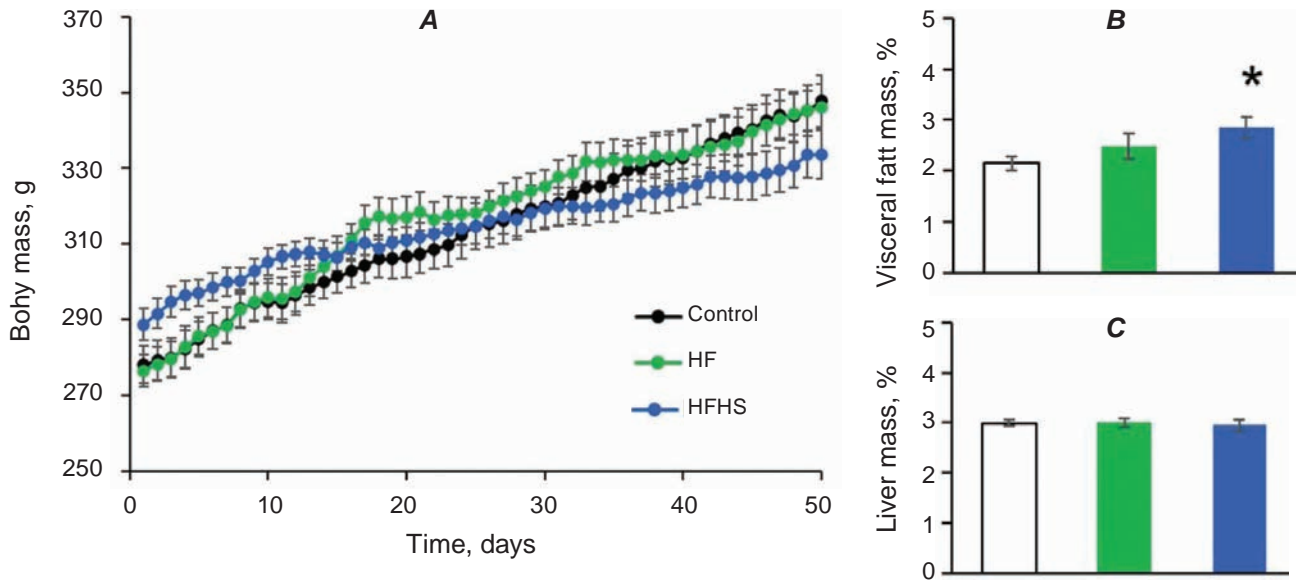 A
Bohy mass, g
370
350
330
310
290
270
250
0
10
20
30
40
50
Time, days
Control
HF
HFHS
B
Visceral fatt mass, %
5
4
3
2
1
0
*
C
Liver mass, %
5
4
3
2
1
0